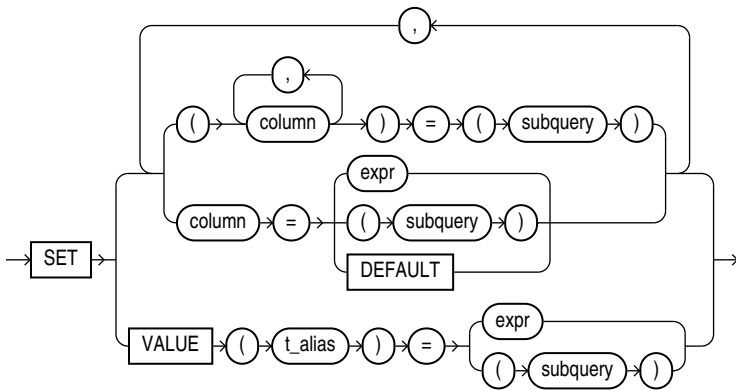 ,
,
( column ) = ( subquery )
expr
column = ( subquery )
DEFAULT
SET
expr
VALUE ( t_alias ) =
( subquery )